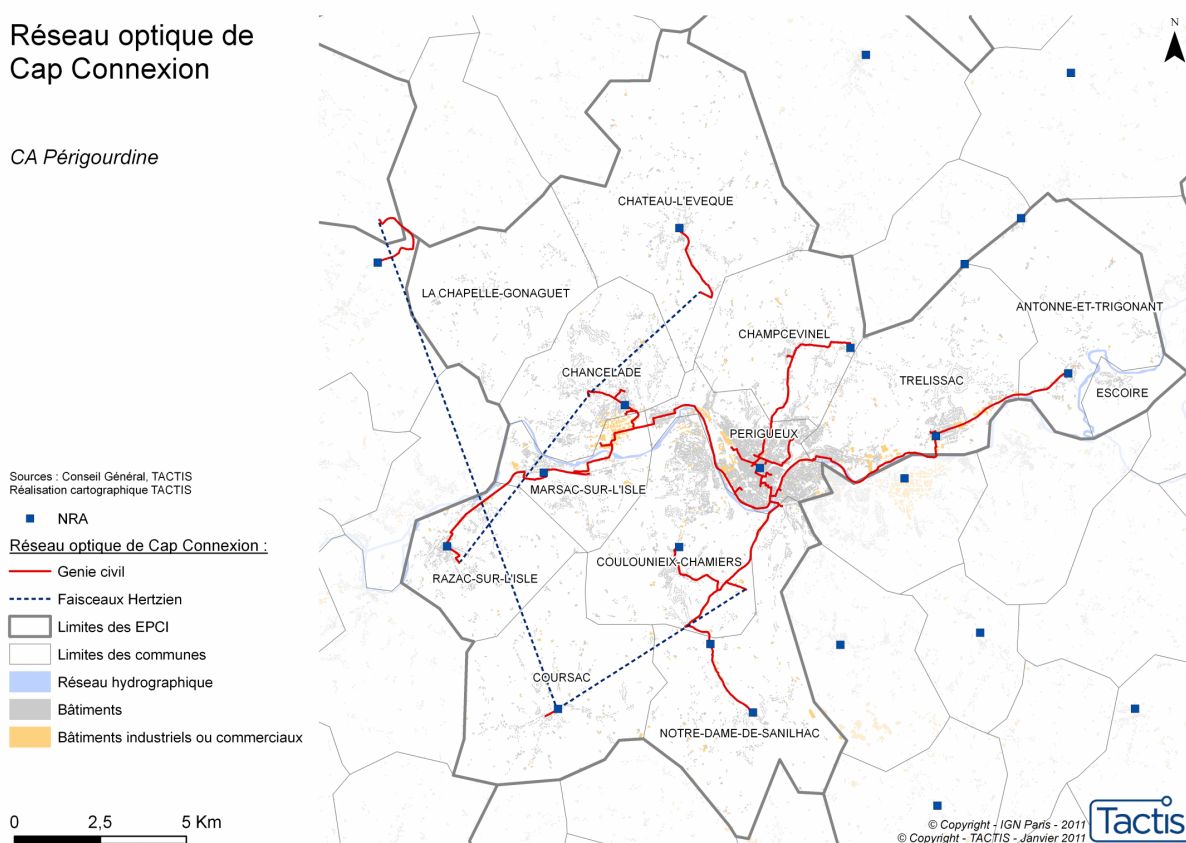 Réseau optique de
Cap Connexion
CA Périgourdine
N
CHATEAU-L'EVEQUE
LA CHAPELLE-GONAGUET
ANTONNE-ET-TRIGONANT
CHAMPCEVINEL
CHANCELADE
TRELISSAC
ESCOIRE
PERIGUEUX
MARSAC-SUR-L'ISLE
COULOUNIEIX-CHAMIERS
RAZAC-SUR-L'ISLE
COURSAC
NOTRE-DAME-DE-SANILHAC
Sources : Conseil Général, TACTIS
Réalisation cartographique TACTIS
NRA
Réseau optique de Cap Connexion :
Genie civil
Faisceaux Hertzien
Limites des EPCI
Limites des communes
Réseau hydrographique
Bâtiments
Bâtiments industriels ou commerciaux
0 2,5 5 Km
© Copyright - IGN Paris - 2011
© Copyright - TACTIS - Janvier 2011
Tactis